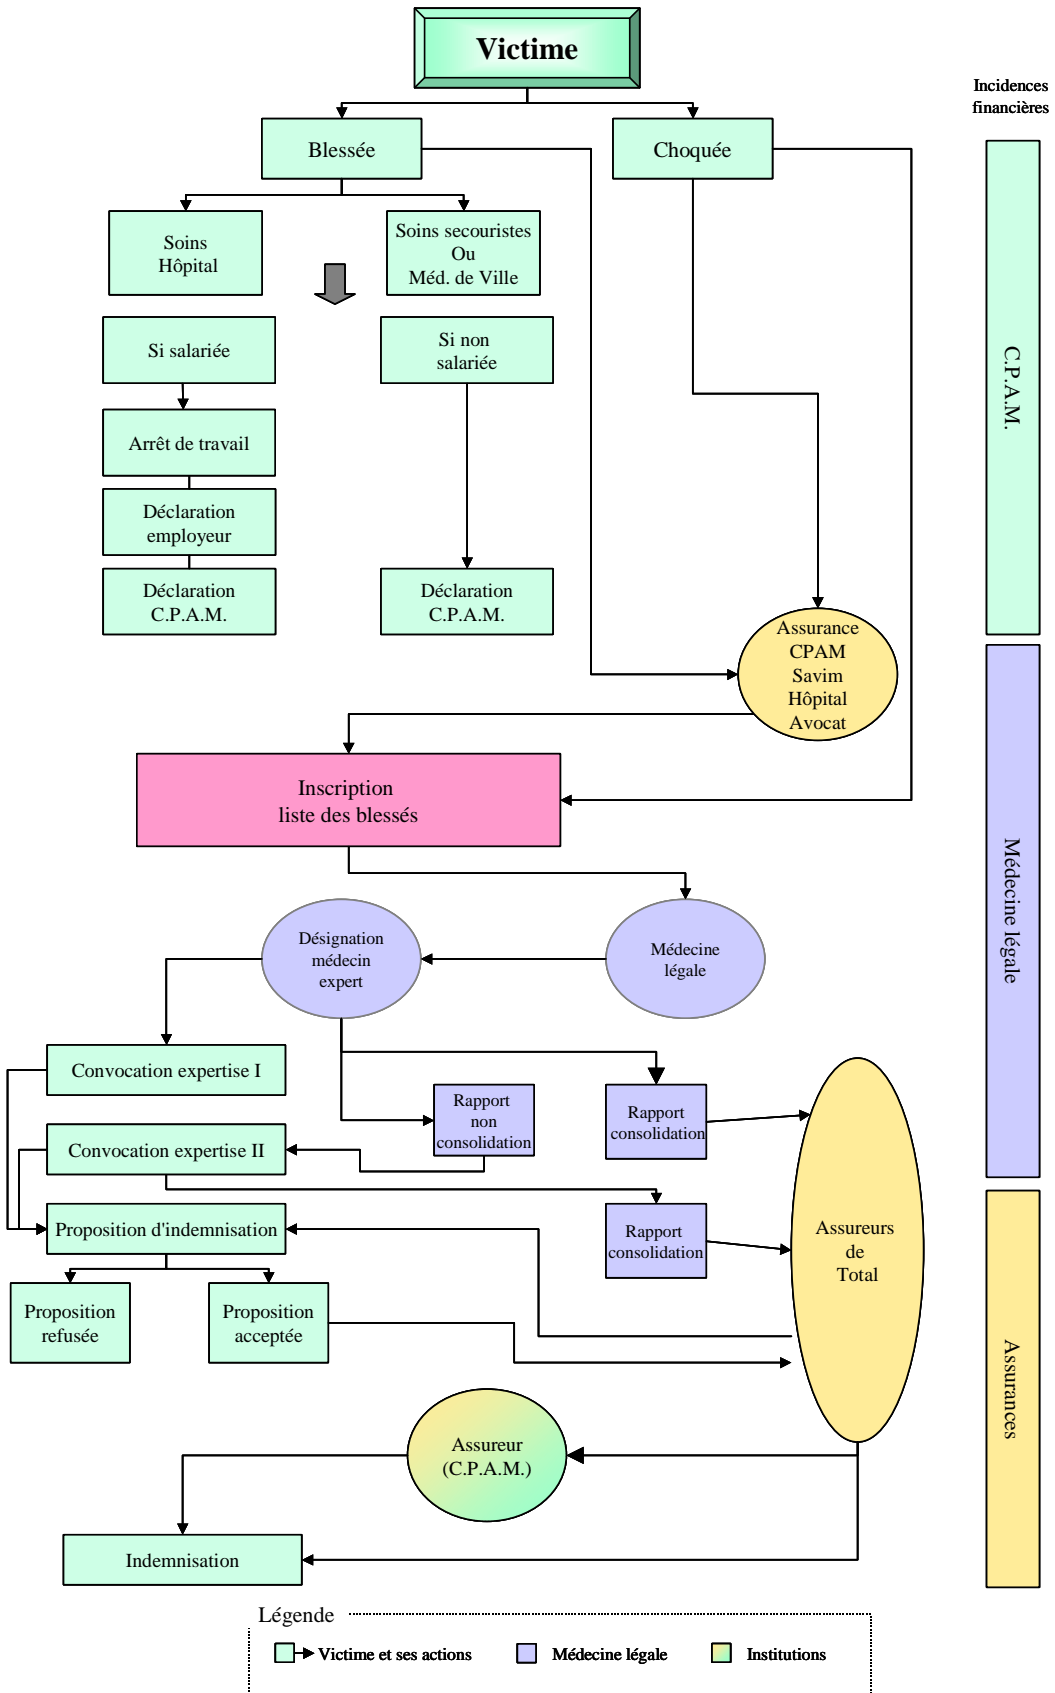 Victime
Incidences
financières
Blessée
Choquée
Soins
Hôpital
Soins secouristes
Ou
Méd. de Ville
Si salariée
Si non
salariée
C.P.A.M.
Arrêt de travail
Déclaration
employeur
Déclaration
C.P.A.M.
Déclaration
C.P.A.M.
Assurance
CPAM
Savim
Hôpital
Avocat
Inscription
liste des blessés
Médecine légale
Désignation
médecin
expert
Médecine
légale
Convocation expertise I
Rapport
non
consolidation
Rapport
consolidation
Convocation expertise II
Proposition d'indemnisation
Rapport
consolidation
Assureurs
de
Total
Proposition
refusée
Proposition
acceptée
Assurances
Assureur
(C.P.A.M.)
Indemnisation
Légende
Victime et ses actions
Médecine légale
Institutions